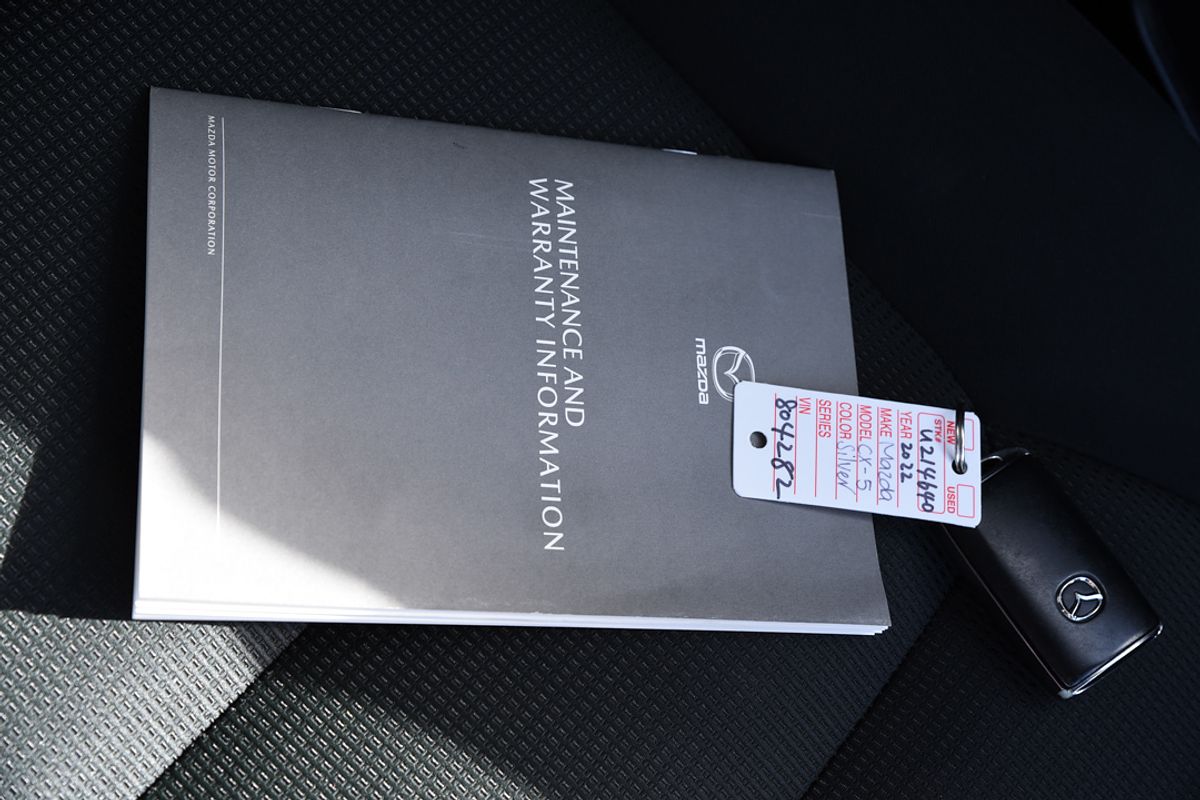 mazda
MAINTENANCE AND
WARRANTY INFORMATION
MAZDA MOTOR CORPORATION
NEW USED
STK# U214640
YEAR 2022
MAKE Mazda
MODEL CX-5
COLOR Silver
SERIES
VIN
804282